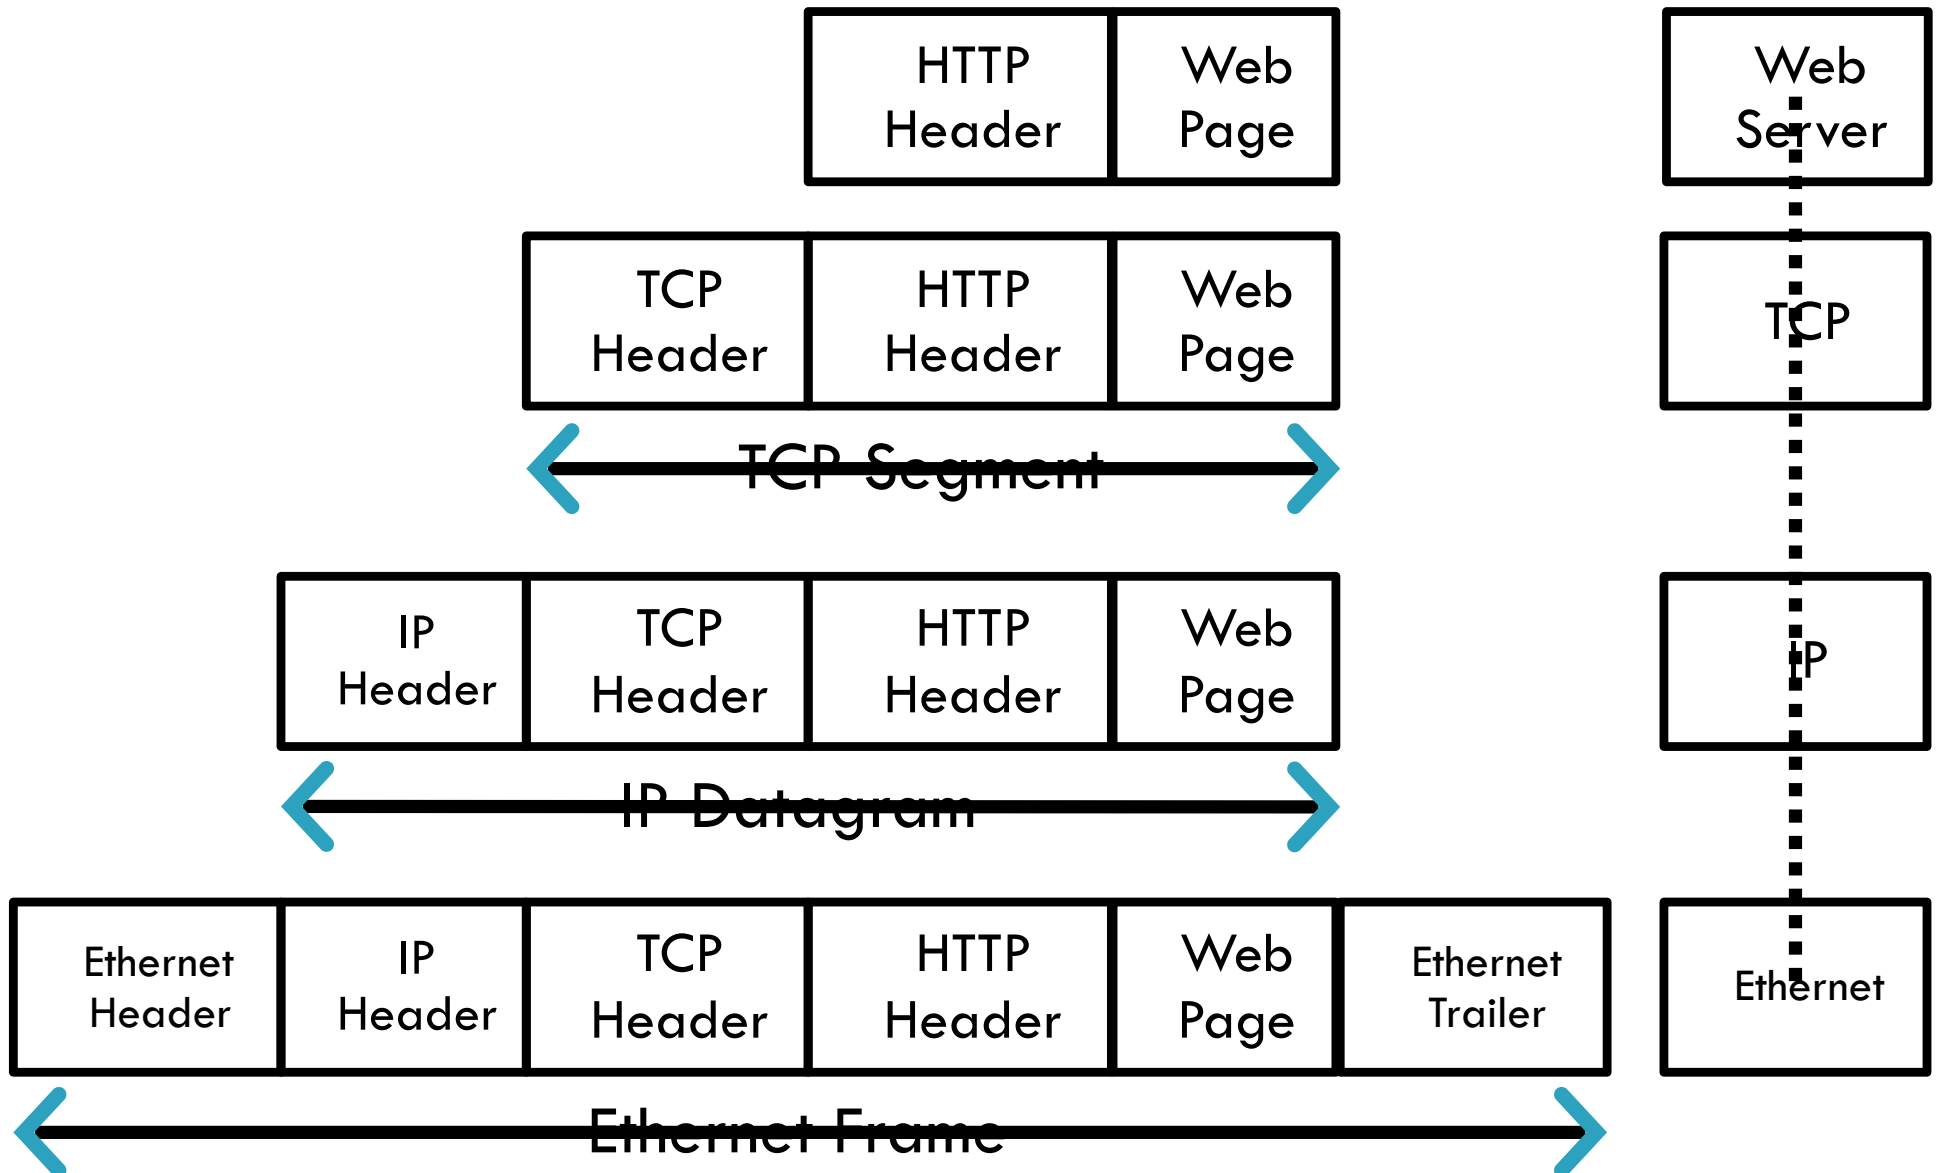 HTTP
Header
Web
Page
Web
Server
TCP
Header
HTTP
Header
Web
Page
TCP
TCP Segment
IP
Header
TCP
Header
HTTP
Header
Web
Page
IP
IP Datagram
Ethernet
Header
IP
Header
TCP
Header
HTTP
Header
Web
Page
Ethernet
Trailer
Ethernet
Ethernet Frame